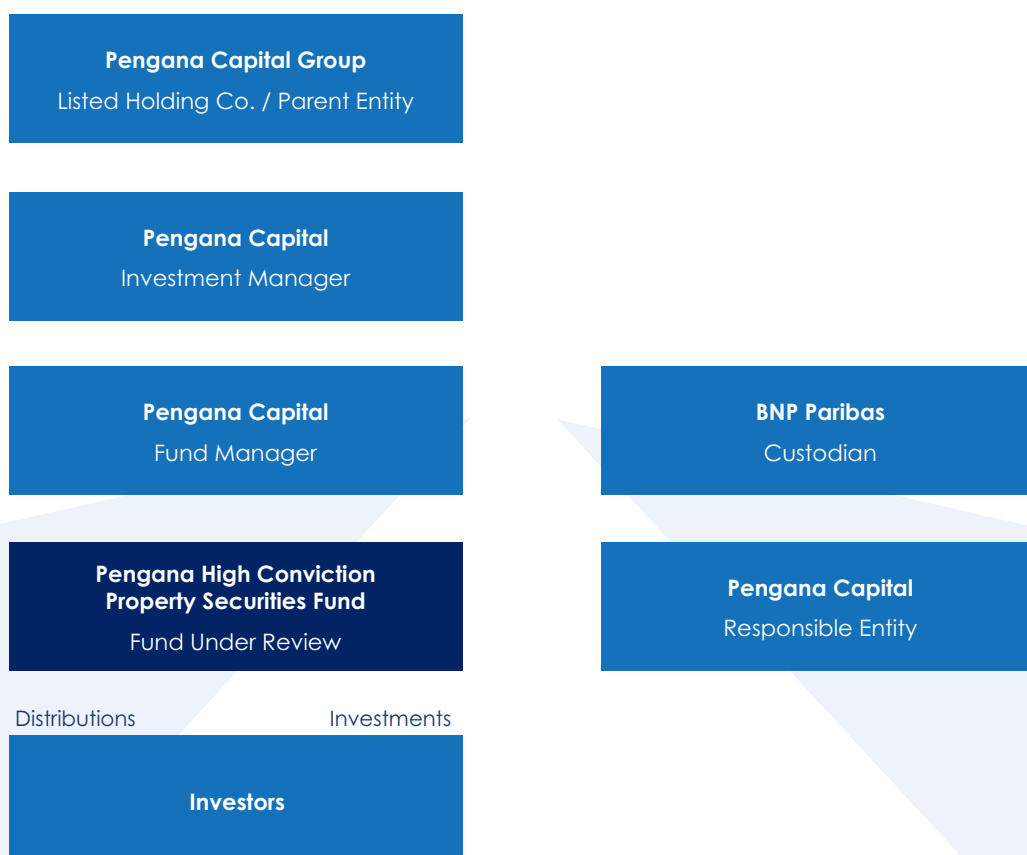 Pengana Capital Group
Listed Holding Co. / Parent Entity
Pengana Capital
Investment Manager
Pengana Capital
Fund Manager
BNP Paribas
Custodian
Pengana High Conviction
Property Securities Fund
Fund Under Review
Pengana Capital
Responsible Entity
Distributions
Investments
Investors